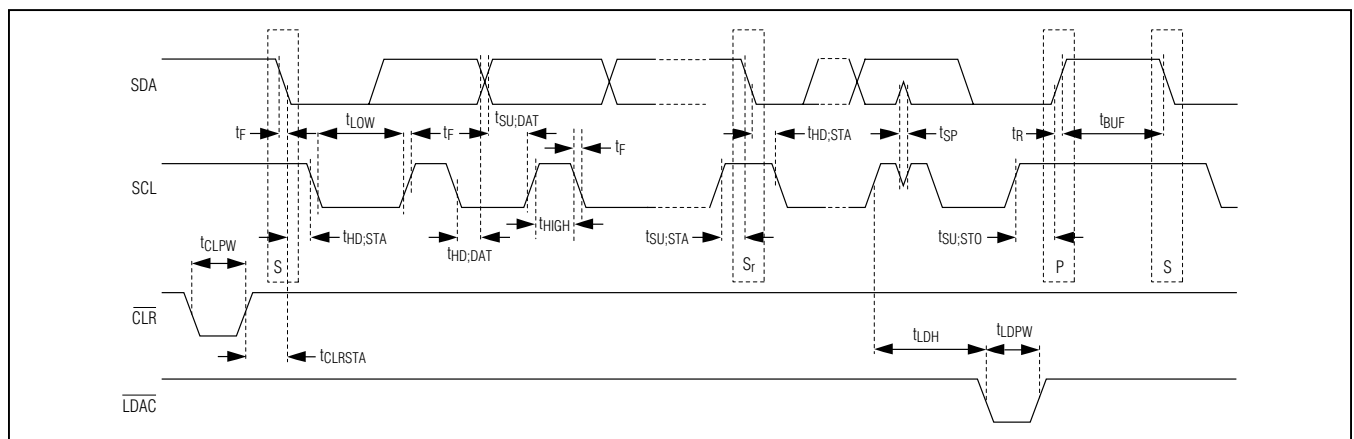 SDA
tF
tLOW
tF
tSU;DAT
tF
tHD;STA
tSP
tR
tBUF
SCL
tHD;STA
tHD;DAT
tHIGH
tSU;STA
tSU;STO
tCLPW
S
Sr
P
S
CLR
tCLRSTA
tLDH
tLDPW
LDAC